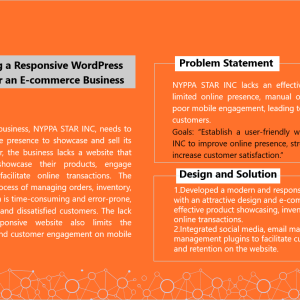 g a Responsive WordPress
r an E-commerce Business
business, NYPPA STAR INC, needs to
e presence to showcase and sell its
r, the business lacks a website that
showcase their products, engage
facilitate online transactions. The
ocess of managing orders, inventory,
n is time-consuming and error-prone,
and dissatisfied customers. The lack
ponsive website also limits the
nd customer engagement on mobile
Problem Statement
NYPPA STAR INC lacks an effectiv
limited online presence, manual o
poor mobile engagement, leading t
customers.
Goals: "Establish a user-friendly w
INC to improve online presence, str
increase customer satisfaction."
Design and Solution
1.Developed a modern and respons
with an attractive design and e-com
effective product showcasing, inven
online transactions.
2.Integrated social media, email ma
management plugins to facilitate cu
and retention on the website.